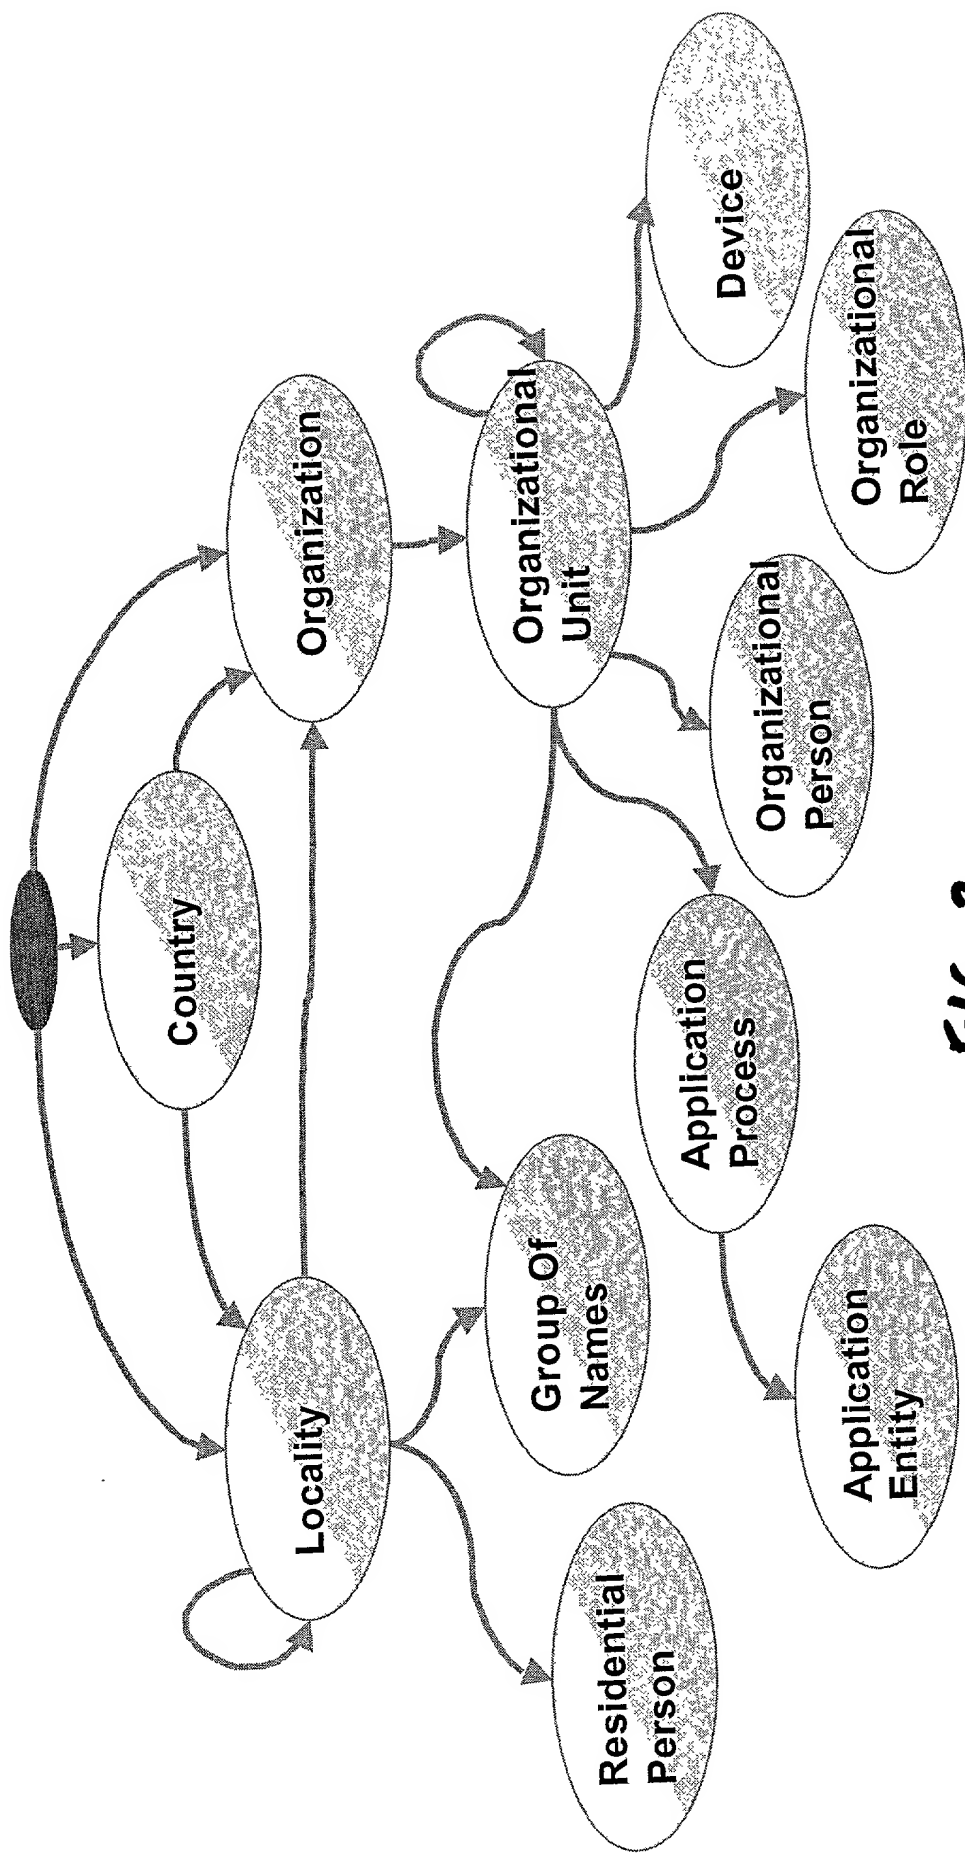 Country
Locality
Organization
Residential
Person
Group Of
Names
Organizational
Unit
Application
Entity
Application
Process
Organizational
Person
Organizational
Role
Device